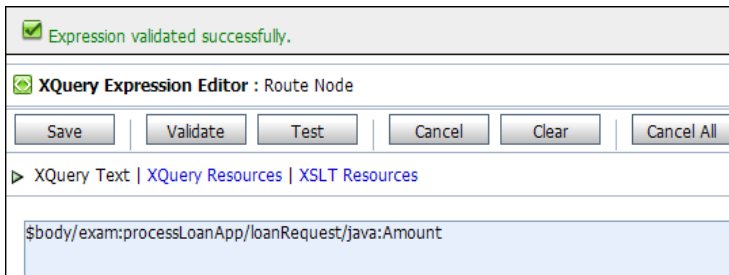 Expression validated successfully.
XQuery Expression Editor : Route Node
Save Validate Test Cancel Clear Cancel All
XQuery Text | XQuery Resources | XSLT Resources
$body/exam:processLoanApp/loanRequest/java:Amount